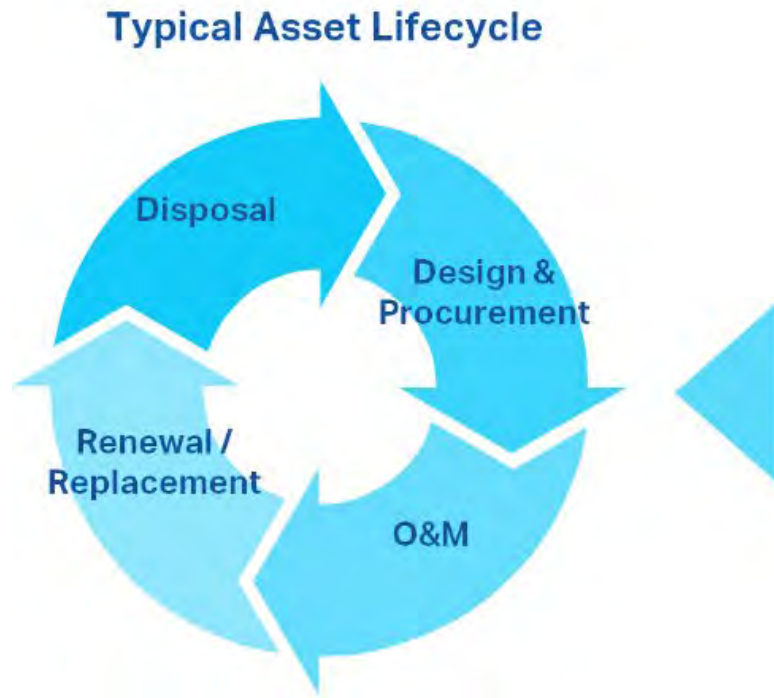 Typical Asset Lifecycle
Disposal
Design &
Procurement
Renewal /
Replacement
O&M